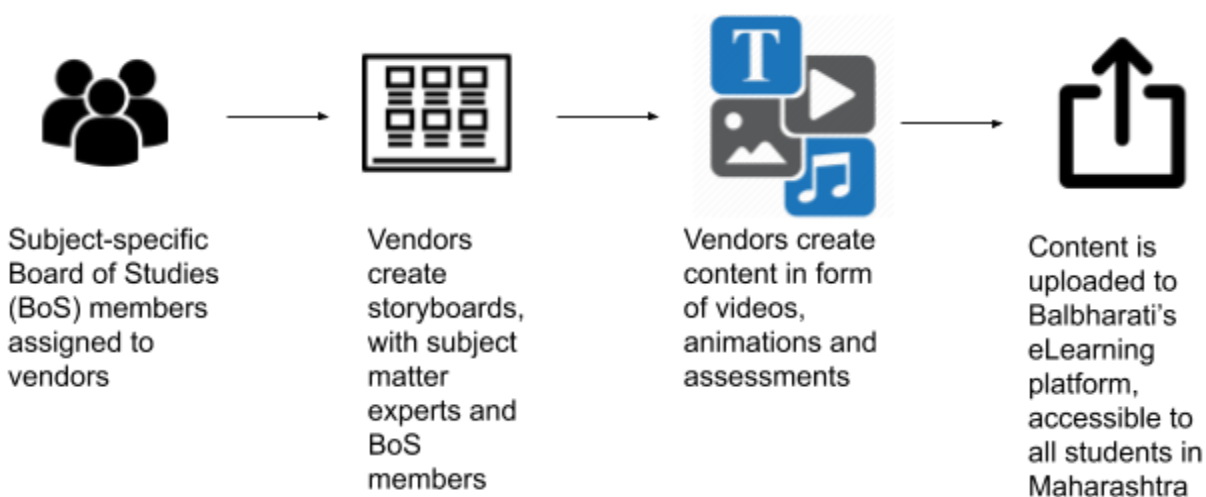 Subject-specific
Board of Studies
(BoS) members
assigned to
vendors
Vendors
create
storyboards,
with subject
matter
experts and
BoS
members
T
Vendors create
content in form
of videos,
animations and
assessments
Content is
uploaded to
Balbharati's
eLearning
platform,
accessible to
all students in
Maharashtra